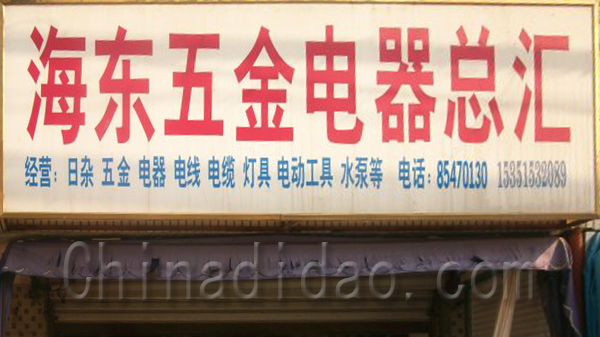 海东五金电器总汇
经营：日杂 五金 电器 电线 电缆 灯具 电动工具 水泵等 电话：85470130 15351532089
Chinadidao.com